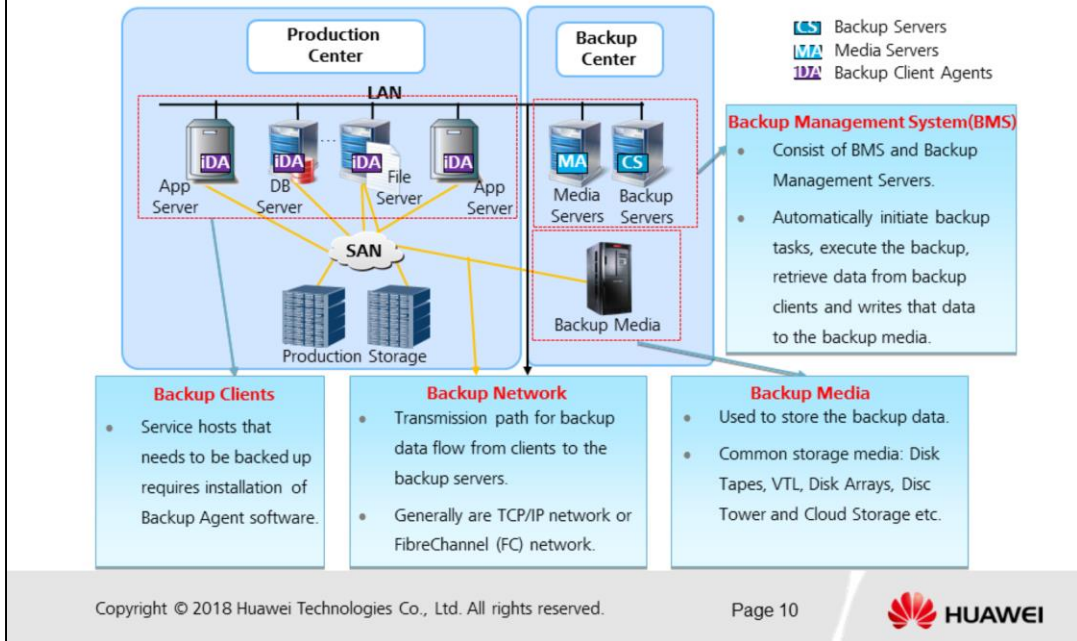 Production
Center
Backup
Center
CS Backup Servers
MA Media Servers
iDA Backup Client Agents
LAN
iDA
iDA
...
iDA
iDA
MA
CS
App
Server
DB
Server
File
Server
App
Server
Media
Servers
Backup
Servers
SAN
Production Storage
Backup Media
Backup Management System(BMS)
• Consist of BMS and Backup
Management Servers.
• Automatically initiate backup
tasks, execute the backup,
retrieve data from backup
clients and writes that data
to the backup media.
Backup Clients
• Service hosts that
needs to be backed up
requires installation of
Backup Agent software.
Backup Network
• Transmission path for backup
data flow from clients to the
backup servers.
• Generally are TCP/IP network or
FibreChannel (FC) network.
Backup Media
• Used to store the backup data.
• Common storage media: Disk
Tapes, VTL, Disk Arrays, Disc
Tower and Cloud Storage etc.
Copyright © 2018 Huawei Technologies Co., Ltd. All rights reserved.
Page 10
HUAWEI